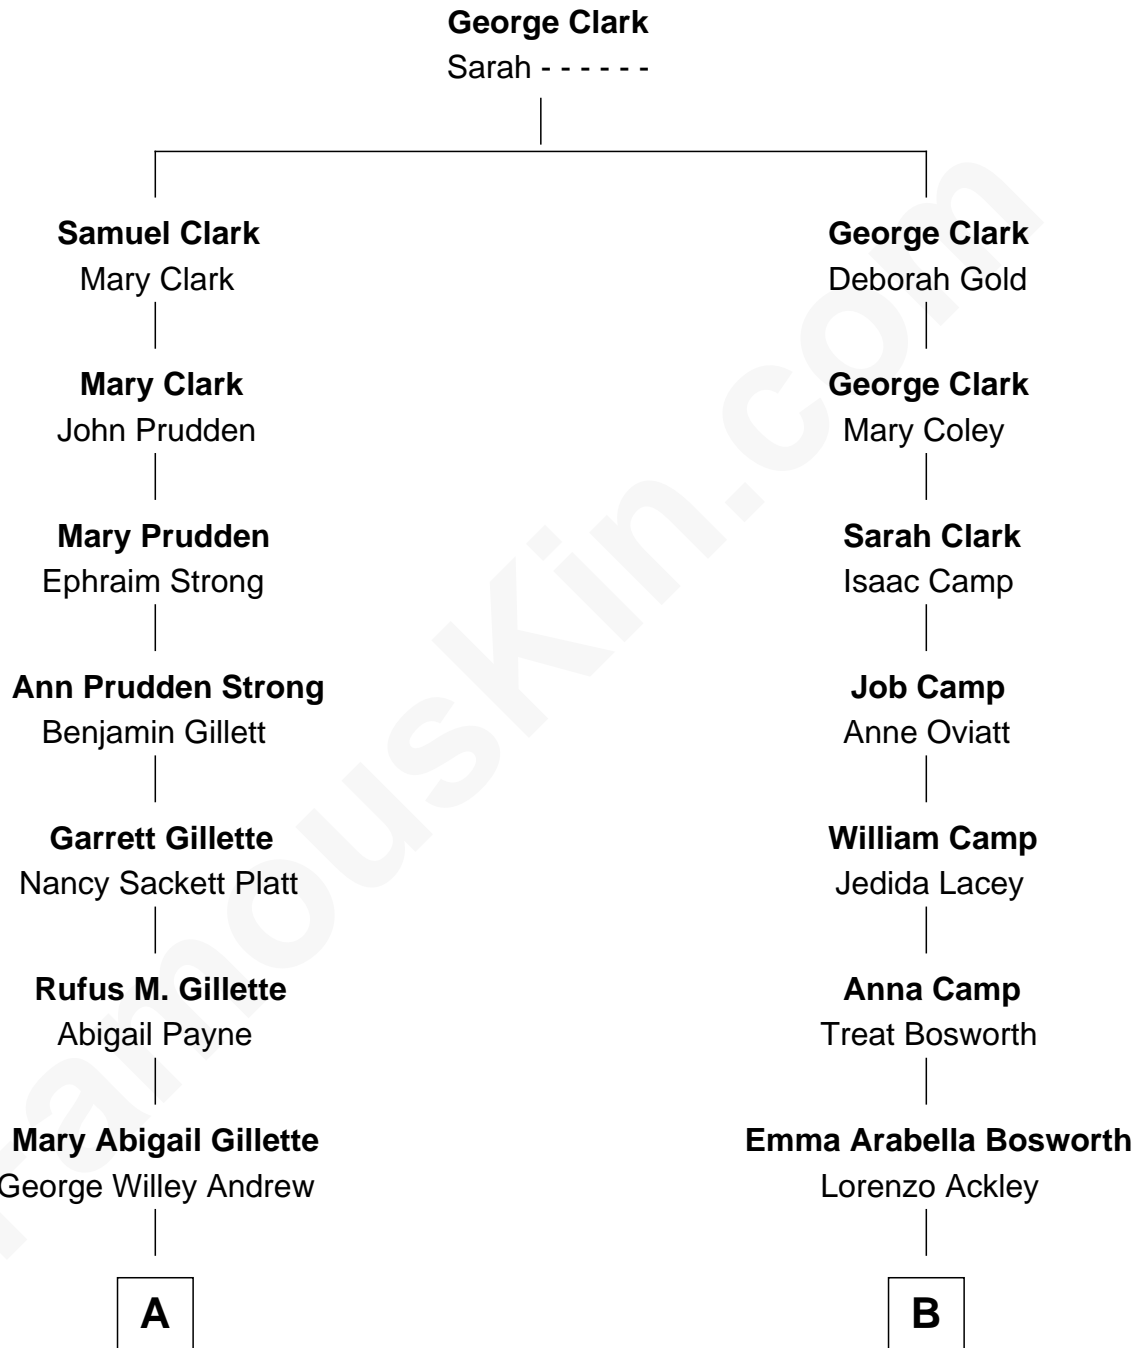 George Clark
Sarah - - - - - -
Samuel Clark
Mary Clark
George Clark
Deborah Gold
Mary Clark
John Prudden
George Clark
Mary Coley
Mary Prudden
Ephraim Strong
Sarah Clark
Isaac Camp
Ann Prudden Strong
Benjamin Gillett
Job Camp
Anne Oviatt
Garrett Gillette
Nancy Sackett Platt
William Camp
Jedida Lacey
Rufus M. Gillette
Abigail Payne
Anna Camp
Treat Bosworth
Mary Abigail Gillette
George Willey Andrew
Emma Arabella Bosworth
Lorenzo Ackley
A
B
FamousKin.com